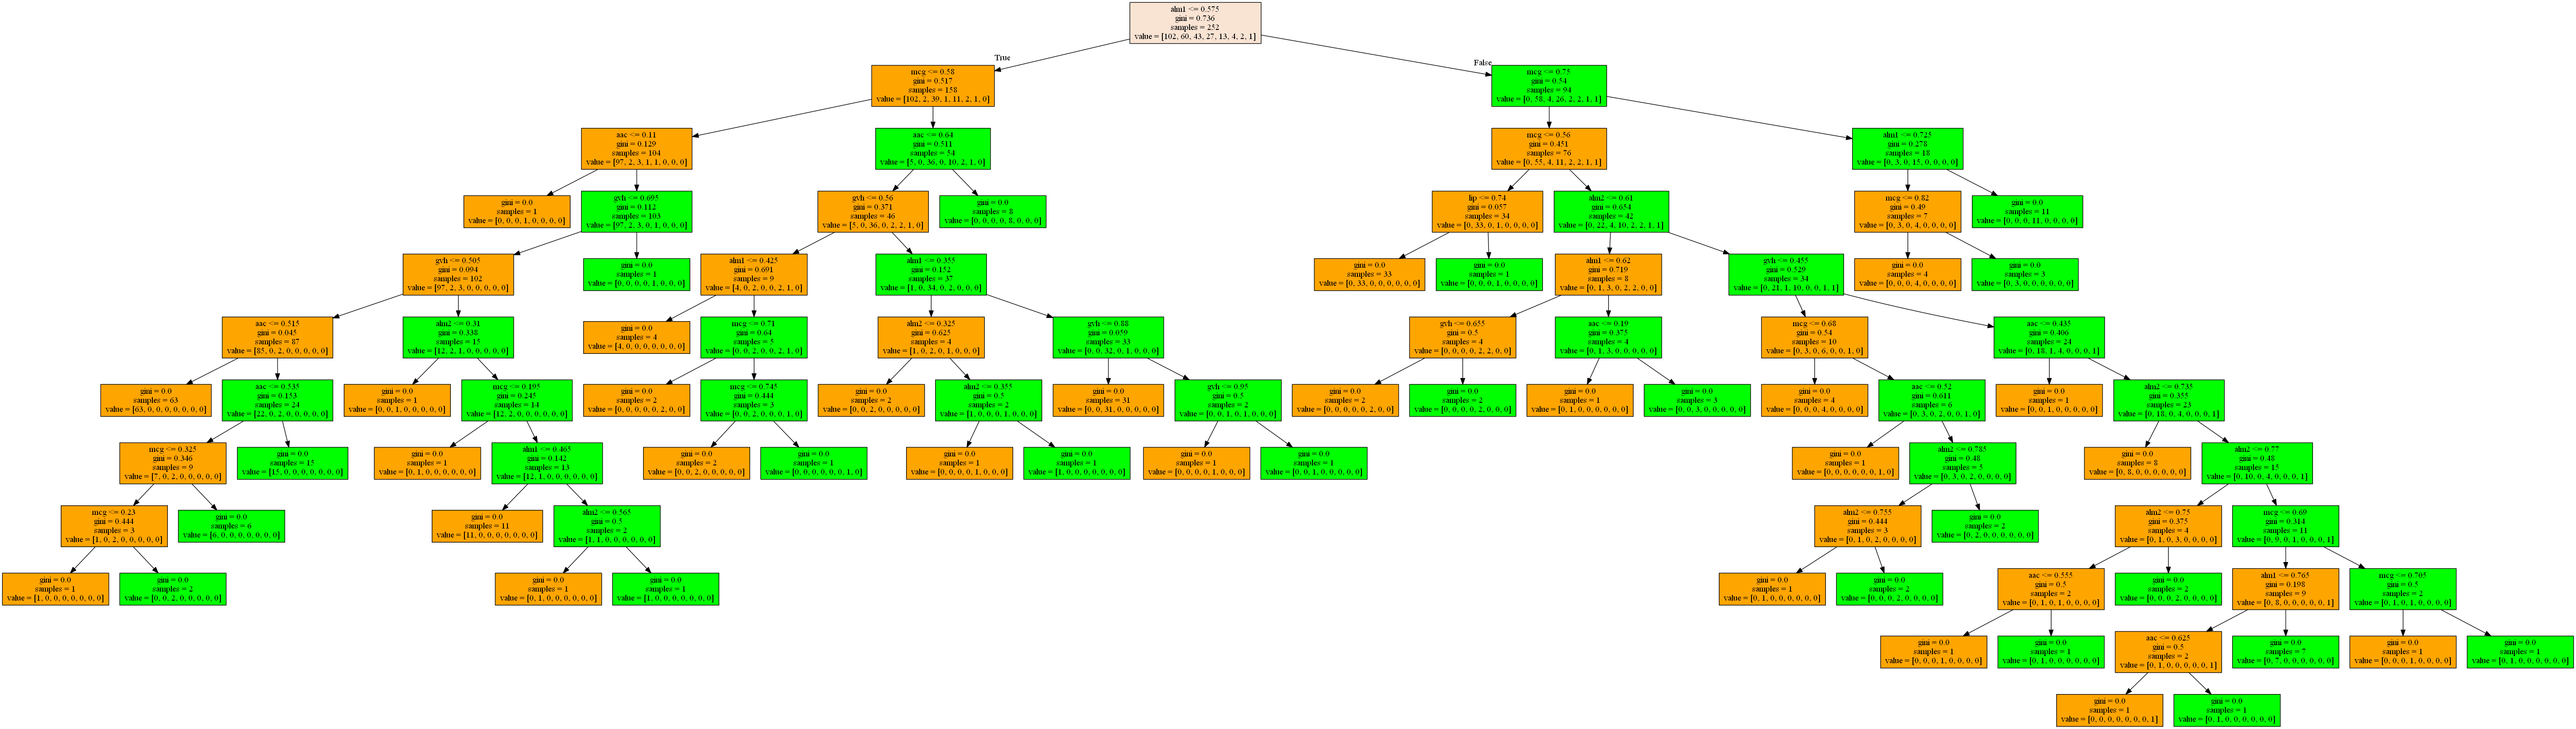 alm1 <= 0.575
gini = 0.736
samples = 252
value = [102, 60, 43, 27, 13, 4, 2, 1]
True
False
mcg <= 0.58
gini = 0.517
samples = 158
value = [102, 2, 39, 1, 11, 2, 1, 0]
mcg <= 0.75
gini = 0.54
samples = 94
value = [0, 58, 4, 26, 2, 2, 1, 1]
aac <= 0.11
gini = 0.129
samples = 104
value = [97, 2, 3, 1, 1, 0, 0, 0]
aac <= 0.64
gini = 0.511
samples = 54
value = [5, 0, 36, 0, 10, 2, 1, 0]
mcg <= 0.56
gini = 0.451
samples = 76
value = [0, 55, 4, 11, 2, 2, 1, 1]
alm1 <= 0.725
gini = 0.278
samples = 18
value = [0, 3, 0, 15, 0, 0, 0, 0]
gini = 0.0
samples = 1
value = [0, 0, 0, 1, 0, 0, 0, 0]
gvh <= 0.695
gini = 0.112
samples = 103
value = [97, 2, 3, 0, 1, 0, 0, 0]
gvh <= 0.56
gini = 0.371
samples = 46
value = [5, 0, 36, 0, 2, 2, 1, 0]
gini = 0.0
samples = 8
value = [0, 0, 0, 0, 8, 0, 0, 0]
lip <= 0.74
gini = 0.057
samples = 34
value = [0, 33, 0, 1, 0, 0, 0, 0]
alm2 <= 0.61
gini = 0.654
samples = 42
value = [0, 22, 4, 10, 2, 2, 1, 1]
mcg <= 0.82
gini = 0.49
samples = 7
value = [0, 3, 0, 4, 0, 0, 0, 0]
gini = 0.0
samples = 11
value = [0, 0, 0, 11, 0, 0, 0, 0]
gvh <= 0.505
gini = 0.094
samples = 102
value = [97, 2, 3, 0, 0, 0, 0, 0]
gini = 0.0
samples = 1
value = [0, 0, 0, 0, 1, 0, 0, 0]
alm1 <= 0.425
gini = 0.691
samples = 9
value = [4, 0, 2, 0, 0, 2, 1, 0]
alm1 <= 0.355
gini = 0.152
samples = 37
value = [1, 0, 34, 0, 2, 0, 0, 0]
gini = 0.0
samples = 33
value = [0, 33, 0, 0, 0, 0, 0, 0]
gini = 0.0
samples = 1
value = [0, 0, 0, 1, 0, 0, 0, 0]
alm1 <= 0.62
gini = 0.719
samples = 8
value = [0, 1, 3, 0, 2, 2, 0, 0]
gvh <= 0.455
gini = 0.529
samples = 34
value = [0, 21, 1, 10, 0, 0, 1, 1]
gini = 0.0
samples = 4
value = [0, 0, 0, 4, 0, 0, 0, 0]
gini = 0.0
samples = 3
value = [0, 3, 0, 0, 0, 0, 0, 0]
aac <= 0.515
gini = 0.045
samples = 87
value = [85, 0, 2, 0, 0, 0, 0, 0]
alm2 <= 0.31
gini = 0.338
samples = 15
value = [12, 2, 1, 0, 0, 0, 0, 0]
gini = 0.0
samples = 4
value = [4, 0, 0, 0, 0, 0, 0, 0]
mcg <= 0.71
gini = 0.64
samples = 5
value = [0, 0, 2, 0, 0, 2, 1, 0]
alm2 <= 0.325
gini = 0.625
samples = 4
value = [1, 0, 2, 0, 1, 0, 0, 0]
gvh <= 0.88
gini = 0.059
samples = 33
value = [0, 0, 32, 0, 1, 0, 0, 0]
gvh <= 0.655
gini = 0.5
samples = 4
value = [0, 0, 0, 0, 2, 2, 0, 0]
aac <= 0.19
gini = 0.375
samples = 4
value = [0, 1, 3, 0, 0, 0, 0, 0]
mcg <= 0.68
gini = 0.54
samples = 10
value = [0, 3, 0, 6, 0, 0, 1, 0]
aac <= 0.435
gini = 0.406
samples = 24
value = [0, 18, 1, 4, 0, 0, 0, 1]
gini = 0.0
samples = 63
value = [63, 0, 0, 0, 0, 0, 0, 0]
aac <= 0.535
gini = 0.153
samples = 24
value = [22, 0, 2, 0, 0, 0, 0, 0]
gini = 0.0
samples = 1
value = [0, 0, 1, 0, 0, 0, 0, 0]
mcg <= 0.195
gini = 0.245
samples = 14
value = [12, 2, 0, 0, 0, 0, 0, 0]
gini = 0.0
samples = 2
value = [0, 0, 0, 0, 0, 2, 0, 0]
mcg <= 0.745
gini = 0.444
samples = 3
value = [0, 0, 2, 0, 0, 0, 1, 0]
gini = 0.0
samples = 2
value = [0, 0, 2, 0, 0, 0, 0, 0]
alm2 <= 0.355
gini = 0.5
samples = 2
value = [1, 0, 0, 0, 1, 0, 0, 0]
gini = 0.0
samples = 31
value = [0, 0, 31, 0, 0, 0, 0, 0]
gvh <= 0.95
gini = 0.5
samples = 2
value = [0, 0, 1, 0, 1, 0, 0, 0]
gini = 0.0
samples = 2
value = [0, 0, 0, 0, 0, 2, 0, 0]
gini = 0.0
samples = 2
value = [0, 0, 0, 0, 2, 0, 0, 0]
gini = 0.0
samples = 1
value = [0, 1, 0, 0, 0, 0, 0, 0]
gini = 0.0
samples = 3
value = [0, 0, 3, 0, 0, 0, 0, 0]
gini = 0.0
samples = 4
value = [0, 0, 0, 4, 0, 0, 0, 0]
aac <= 0.52
gini = 0.611
samples = 6
value = [0, 3, 0, 2, 0, 0, 1, 0]
gini = 0.0
samples = 1
value = [0, 0, 1, 0, 0, 0, 0, 0]
alm2 <= 0.735
gini = 0.355
samples = 23
value = [0, 18, 0, 4, 0, 0, 0, 1]
mcg <= 0.325
gini = 0.346
samples = 9
value = [7, 0, 2, 0, 0, 0, 0, 0]
gini = 0.0
samples = 15
value = [15, 0, 0, 0, 0, 0, 0, 0]
gini = 0.0
samples = 1
value = [0, 1, 0, 0, 0, 0, 0, 0]
alm1 <= 0.465
gini = 0.142
samples = 13
value = [12, 1, 0, 0, 0, 0, 0, 0]
gini = 0.0
samples = 2
value = [0, 0, 2, 0, 0, 0, 0, 0]
gini = 0.0
samples = 1
value = [0, 0, 0, 0, 0, 0, 1, 0]
gini = 0.0
samples = 1
value = [0, 0, 0, 0, 1, 0, 0, 0]
gini = 0.0
samples = 1
value = [1, 0, 0, 0, 0, 0, 0, 0]
gini = 0.0
samples = 1
value = [0, 0, 0, 0, 1, 0, 0, 0]
gini = 0.0
samples = 1
value = [0, 0, 1, 0, 0, 0, 0, 0]
gini = 0.0
samples = 1
value = [0, 0, 0, 0, 0, 0, 1, 0]
alm2 <= 0.785
gini = 0.48
samples = 5
value = [0, 3, 0, 2, 0, 0, 0, 0]
gini = 0.0
samples = 8
value = [0, 8, 0, 0, 0, 0, 0, 0]
alm2 <= 0.77
gini = 0.48
samples = 15
value = [0, 10, 0, 4, 0, 0, 0, 1]
mcg <= 0.23
gini = 0.444
samples = 3
value = [1, 0, 2, 0, 0, 0, 0, 0]
gini = 0.0
samples = 6
value = [6, 0, 0, 0, 0, 0, 0, 0]
gini = 0.0
samples = 11
value = [11, 0, 0, 0, 0, 0, 0, 0]
alm2 <= 0.565
gini = 0.5
samples = 2
value = [1, 1, 0, 0, 0, 0, 0, 0]
alm2 <= 0.755
gini = 0.444
samples = 3
value = [0, 1, 0, 2, 0, 0, 0, 0]
gini = 0.0
samples = 2
value = [0, 2, 0, 0, 0, 0, 0, 0]
alm2 <= 0.75
gini = 0.375
samples = 4
value = [0, 1, 0, 3, 0, 0, 0, 0]
mcg <= 0.69
gini = 0.314
samples = 11
value = [0, 9, 0, 1, 0, 0, 0, 1]
gini = 0.0
samples = 1
value = [1, 0, 0, 0, 0, 0, 0, 0]
gini = 0.0
samples = 2
value = [0, 0, 2, 0, 0, 0, 0, 0]
gini = 0.0
samples = 1
value = [0, 1, 0, 0, 0, 0, 0, 0]
gini = 0.0
samples = 1
value = [1, 0, 0, 0, 0, 0, 0, 0]
gini = 0.0
samples = 1
value = [0, 1, 0, 0, 0, 0, 0, 0]
gini = 0.0
samples = 2
value = [0, 0, 0, 2, 0, 0, 0, 0]
aac <= 0.555
gini = 0.5
samples = 2
value = [0, 1, 0, 1, 0, 0, 0, 0]
gini = 0.0
samples = 2
value = [0, 0, 0, 2, 0, 0, 0, 0]
alm1 <= 0.765
gini = 0.198
samples = 9
value = [0, 8, 0, 0, 0, 0, 0, 1]
mcg <= 0.705
gini = 0.5
samples = 2
value = [0, 1, 0, 1, 0, 0, 0, 0]
gini = 0.0
samples = 1
value = [0, 0, 0, 1, 0, 0, 0, 0]
gini = 0.0
samples = 1
value = [0, 1, 0, 0, 0, 0, 0, 0]
aac <= 0.625
gini = 0.5
samples = 2
value = [0, 1, 0, 0, 0, 0, 0, 1]
gini = 0.0
samples = 7
value = [0, 7, 0, 0, 0, 0, 0, 0]
gini = 0.0
samples = 1
value = [0, 0, 0, 1, 0, 0, 0, 0]
gini = 0.0
samples = 1
value = [0, 1, 0, 0, 0, 0, 0, 0]
gini = 0.0
samples = 1
value = [0, 0, 0, 0, 0, 0, 0, 1]
gini = 0.0
samples = 1
value = [0, 1, 0, 0, 0, 0, 0, 0]